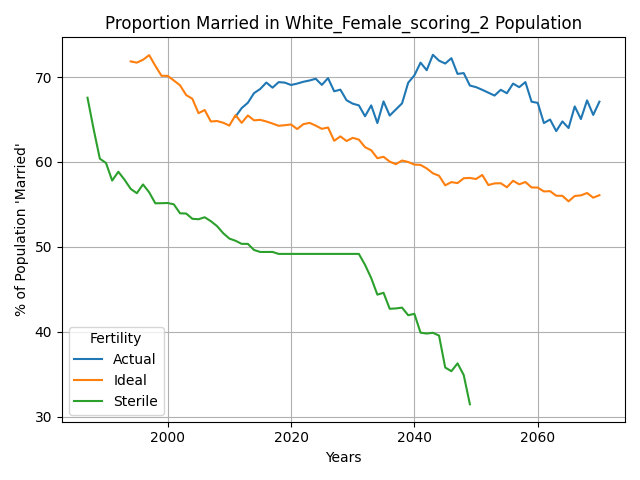 Proportion Married in White_Female_scoring_2 Population
% of Population 'Married'
70
60
50
40
30
Fertility
Actual
Ideal
Sterile
2000 2020 2040 2060
Years